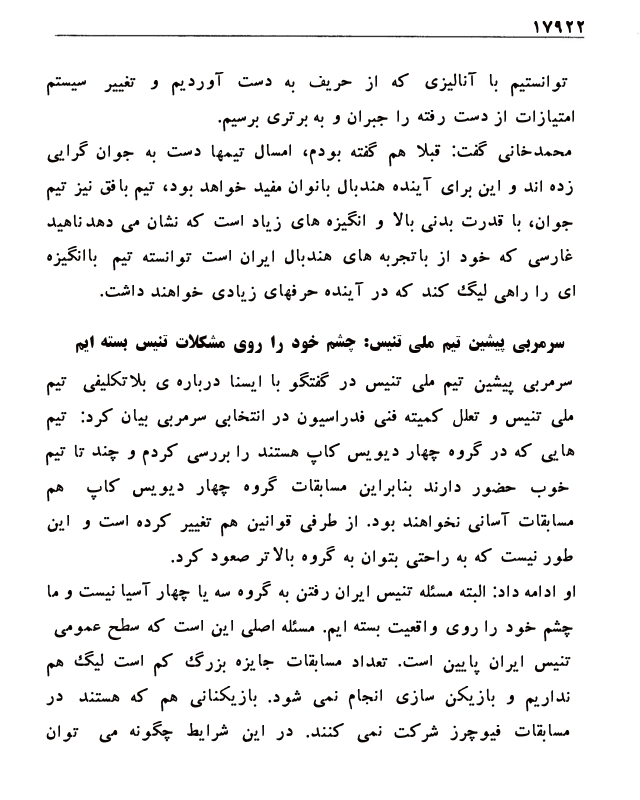 ۱۷۹۲۲
توانستیم با آنالیزی که از حریف به دست آوردیم و تغییر سیستم
امتیازات از دست رفته را جبران و به برتری برسیم.
محمدخانی گفت: قبلا هم گفته بودم، امسال تیمها دست به جوان گرایی
زده اند و این برای آینده هندبال بانوان مفید خواهد بود، تیم بافق نیز تیم
جوان، با قدرت بدنی بالا و انگیزه های زیاد است که نشان می دهد ناهید
غارسی که خود از باتجربه های هندبال ایران است توانسته تیم باانگیزه
ای را راهی لیگ کند که در آینده حرفهای زیادی خواهند داشت.
سرمربی پیشین تیم ملی تنیس: چشم خود را روی مشکلات تنیس بسته ایم
سرمربی پیشین تیم ملی تنیس در گفتگو با ایسنا درباره ی بلاتکلیفی تیم
ملی تنیس و تعلل کمیته فنی فدراسیون در انتخابی سرمربی بیان کرد: تیم
هایی که در گروه چهار دیویس کاپ هستند را بررسی کردم و چند تا تیم
خوب حضور دارند بنابراین مسابقات گروه چهار دیویس کاپ هم
مسابقات آسانی نخواهند بود. از طرفی قوانین هم تغییر کرده است و این
طور نیست که به راحتی بتوان به گروه بالاتر صعود کرد.
او ادامه داد: البته مسئله تنیس ایران رفتن به گروه سه یا چهار آسیا نیست و ما
چشم خود را روی واقعیت بسته ایم. مسئله اصلی این است که سطح عمومی
تنیس ایران پایین است. تعداد مسابقات جایزه بزرگ کم است لیگ هم
نداریم و بازیکن سازی انجام نمی شود. بازیکنانی هم که هستند در
مسابقات فیوچرز شرکت نمی کنند. در این شرایط چگونه می توان